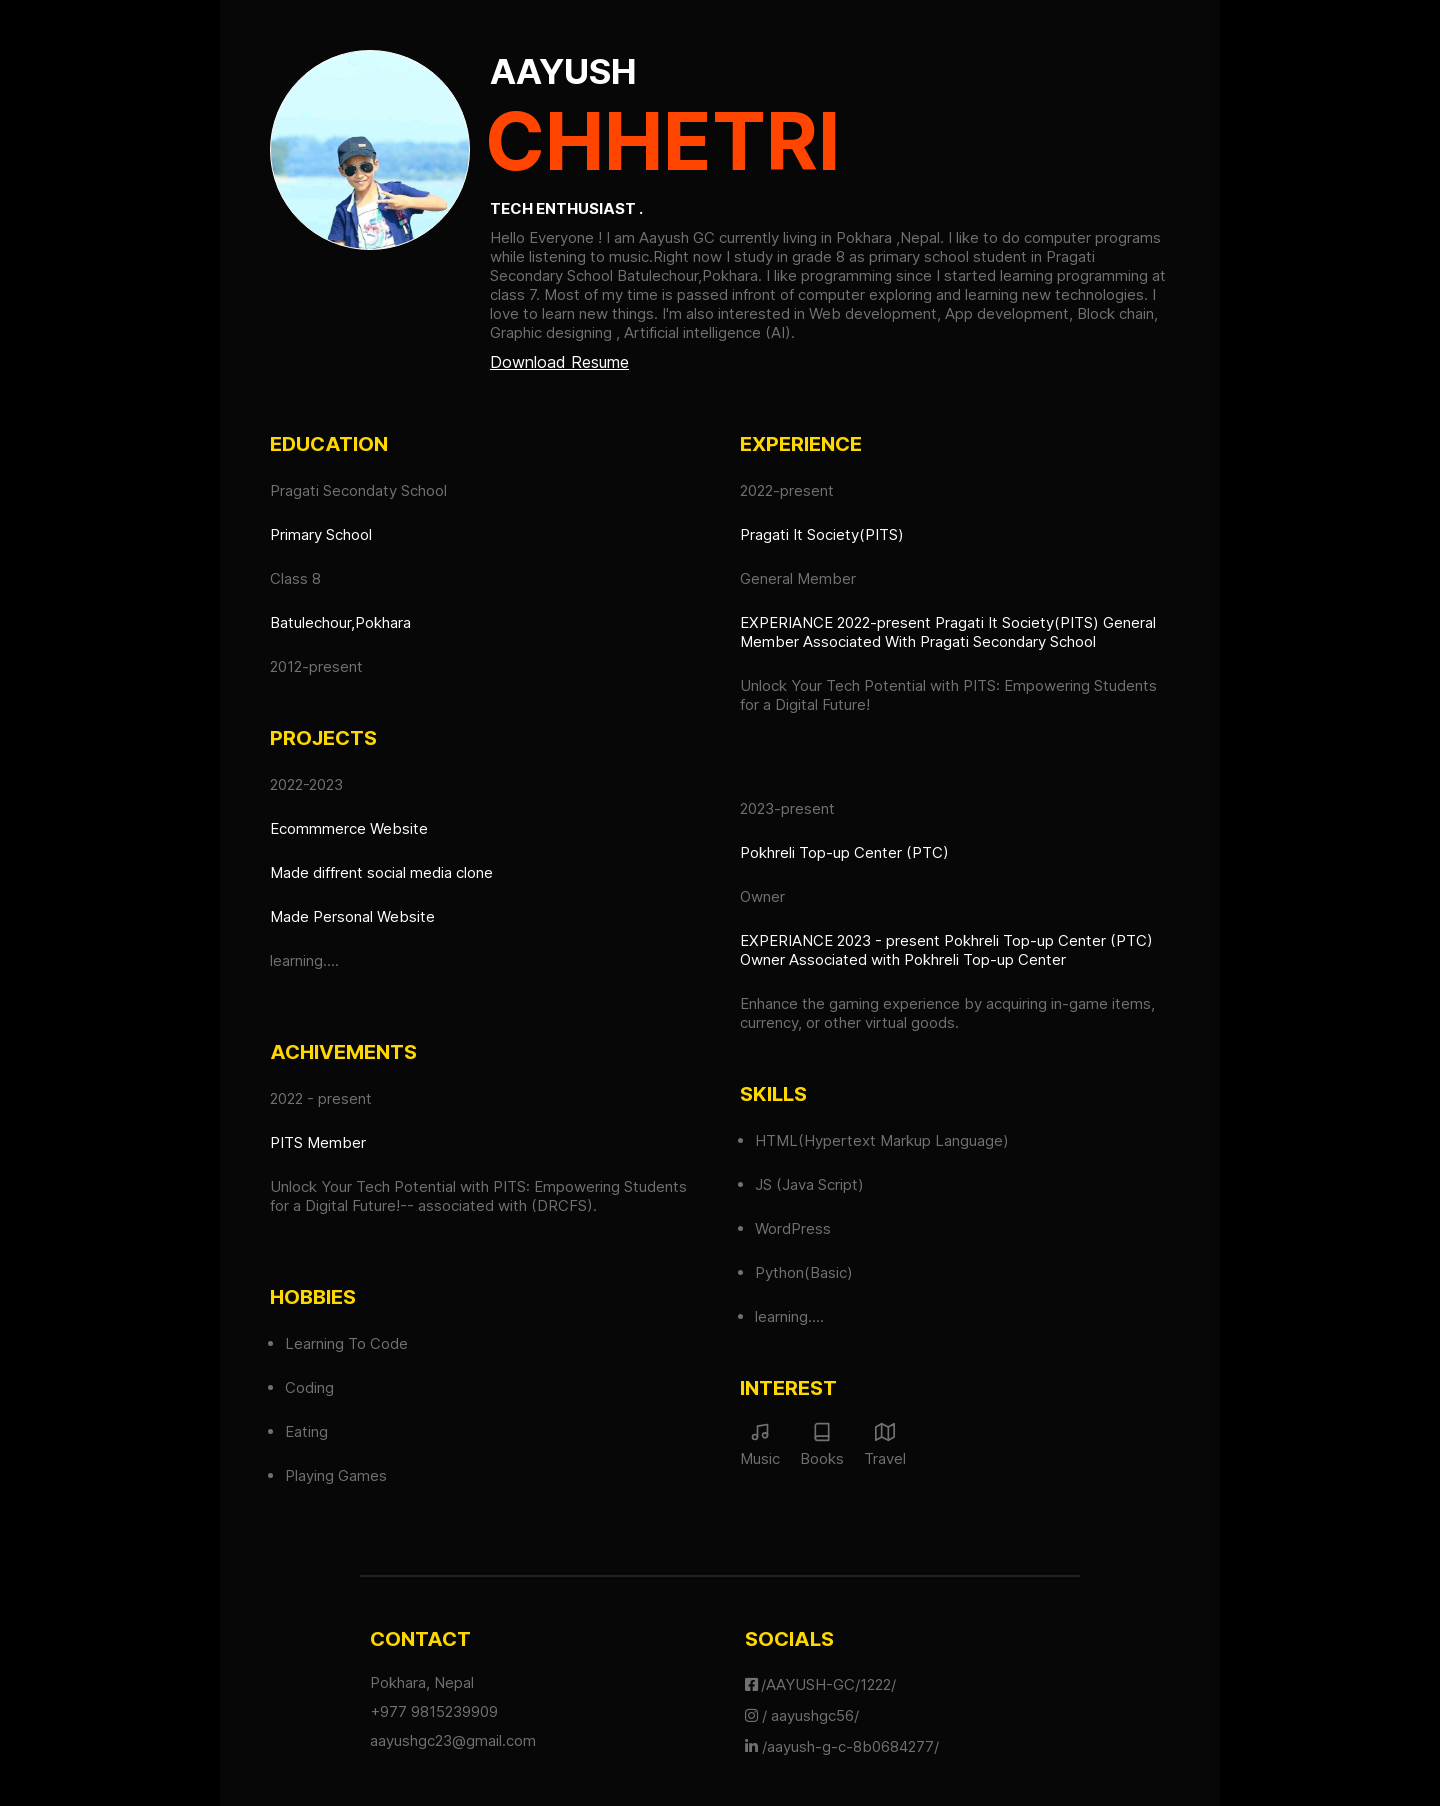 AAYUSH
CHHETRI
TECH ENTHUSIAST .
Hello Everyone ! I am Aayush GC currently living in Pokhara ,Nepal. I like to do computer programs
while listening to music.Right now I study in grade 8 as primary school student in Pragati
Secondary School Batulechour,Pokhara. I like programming since I started learning programming at
class 7. Most of my time is passed infront of computer exploring and learning new technologies. I
love to learn new things. I'm also interested in Web development, App development, Block chain,
Graphic designing , Artificial intelligence (AI).
Download Resume
EDUCATION
Pragati Secondaty School
Primary School
Class 8
Batulechour,Pokhara
2012-present
PROJECTS
2022-2023
Ecommmerce Website
Made diffrent social media clone
Made Personal Website
learning....
ACHIVEMENTS
2022 - present
PITS Member
Unlock Your Tech Potential with PITS: Empowering Students
for a Digital Future!-- associated with (DRCFS).
HOBBIES
• Learning To Code
• Coding
• Eating
• Playing Games
EXPERIENCE
2022-present
Pragati It Society(PITS)
General Member
EXPERIANCE 2022-present Pragati It Society(PITS) General
Member Associated With Pragati Secondary School
Unlock Your Tech Potential with PITS: Empowering Students
for a Digital Future!
2023-present
Pokhreli Top-up Center (PTC)
Owner
EXPERIANCE 2023 - present Pokhreli Top-up Center (PTC)
Owner Associated with Pokhreli Top-up Center
Enhance the gaming experience by acquiring in-game items,
currency, or other virtual goods.
SKILLS
• HTML(Hypertext Markup Language)
• JS (Java Script)
• WordPress
• Python(Basic)
• learning....
INTEREST
Music Books Travel
CONTACT
Pokhara, Nepal
+977 9815239909
aayushgc23@gmail.com
SOCIALS
/AAYUSH-GC/1222/
/ aayushgc56/
/aayush-g-c-8b0684277/